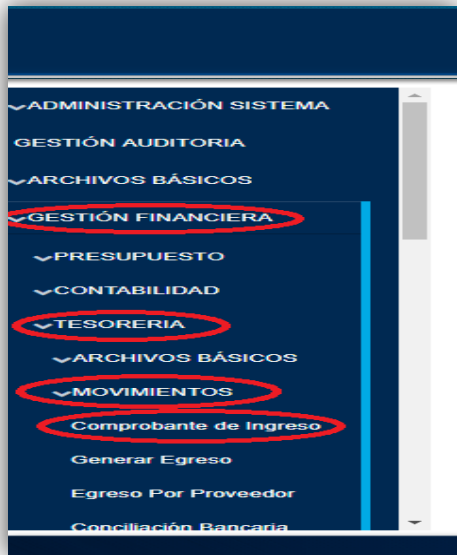 ADMINISTRACIÓN SISTEMA
GESTIÓN AUDITORIA
ARCHIVOS BÁSICOS
GESTIÓN FINANCIERA
PRESUPUESTO
CONTABILIDAD
TESORERIA
ARCHIVOS BÁSICOS
MOVIMIENTOS
Comprobante de Ingreso
Generar Egreso
Egreso Por Proveedor
Conciliación Bancaria